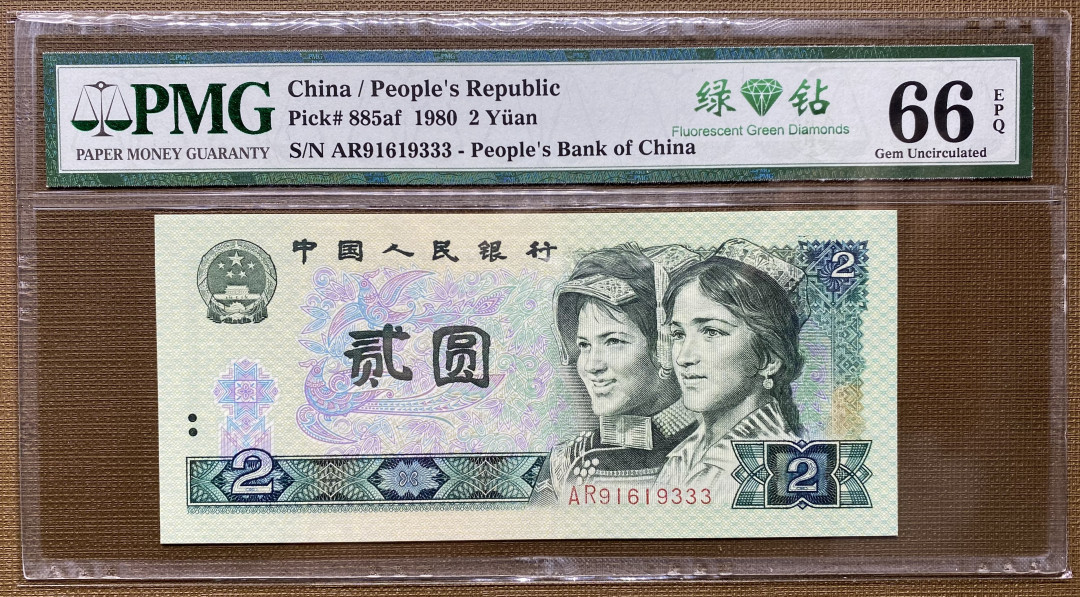 PMG
PAPER MONEY GUARANTY
China / People's Republic
Pick# 885af 1980 2 Yüan
S/N AR91619333 - People's Bank of China
绿 钻
Fluorescent Green Diamonds
66 EPQ
Gem Uncirculated
中国人民银行
2
贰圆
2
AR91619333
2